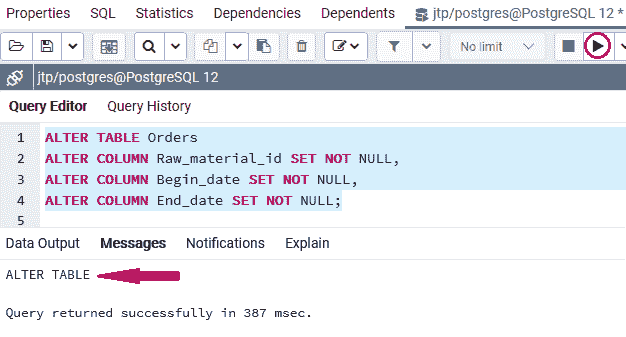 Properties SQL Statistics Dependencies Dependents jtp/postgres@PostgreSQL 12 *
No limit
jtp/postgres@PostgreSQL 12
Query Editor Query History
1 ALTER TABLE Orders
2 ALTER COLUMN Raw_material_id SET NOT NULL,
3 ALTER COLUMN Begin_date SET NOT NULL,
4 ALTER COLUMN End_date SET NOT NULL;
5
Data Output Messages Notifications Explain
ALTER TABLE
Query returned successfully in 387 msec.